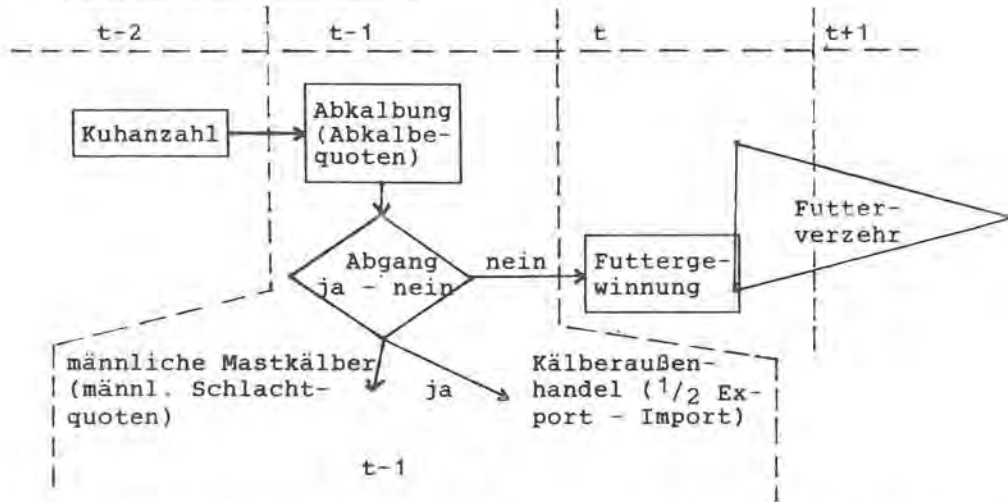 t-2
t-1
t
t+1
Kuhanzahl
Abkalbung
(Abkalbe-
quoten)
Abgang
ja - nein
nein
Futterge-
winnung
Futter-
verzehr
männliche Mastkälber
(männl. Schlacht-
quoten)
ja
Kälberaußen-
handel (1/2 Ex-
port - Import)
t-1